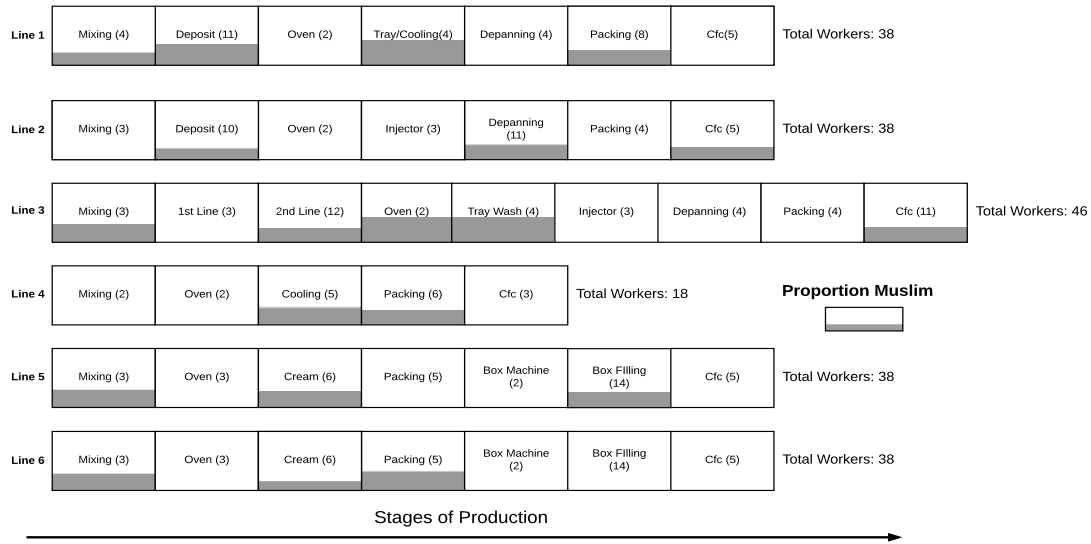 Line 1 Mixing (4) Deposit (11) Oven (2) Tray/Cooling(4) Depanning (4) Packing (8) Cfc(5) Total Workers: 38
Line 2 Mixing (3) Deposit (10) Oven (2) Injector (3) Depanning (11) Packing (4) Cfc (5) Total Workers: 38
Line 3 Mixing (3) 1st Line (3) 2nd Line (12) Oven (2) Tray Wash (4) Injector (3) Depanning (4) Packing (4) Cfc (11) Total Workers: 46
Line 4 Mixing (2) Oven (2) Cooling (5) Packing (6) Cfc (3) Total Workers: 18
Proportion Muslim
Line 5 Mixing (3) Oven (3) Cream (6) Packing (5) Box Machine (2) Box FIlling (14) Cfc (5) Total Workers: 38
Line 6 Mixing (3) Oven (3) Cream (6) Packing (5) Box Machine (2) Box FIlling (14) Cfc (5) Total Workers: 38
Stages of Production